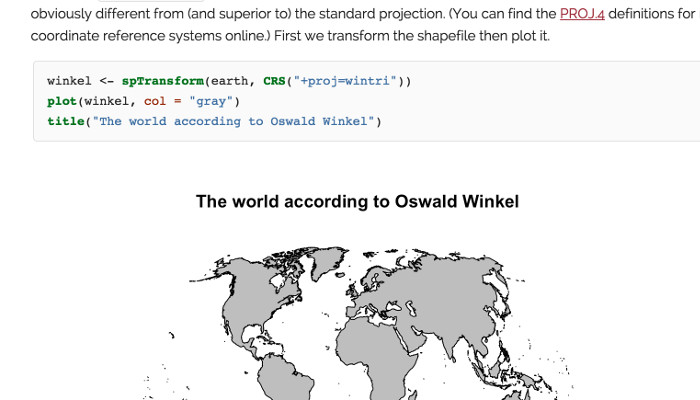 obviously different from (and superior to) the standard projection. (You can find the PROJ.4 definitions for
coordinate reference systems online.) First we transform the shapefile then plot it.
winkel <- spTransform(earth, CRS("+proj=wintri"))
plot(winkel, col = "gray")
title("The world according to Oswald Winkel")
The world according to Oswald Winkel